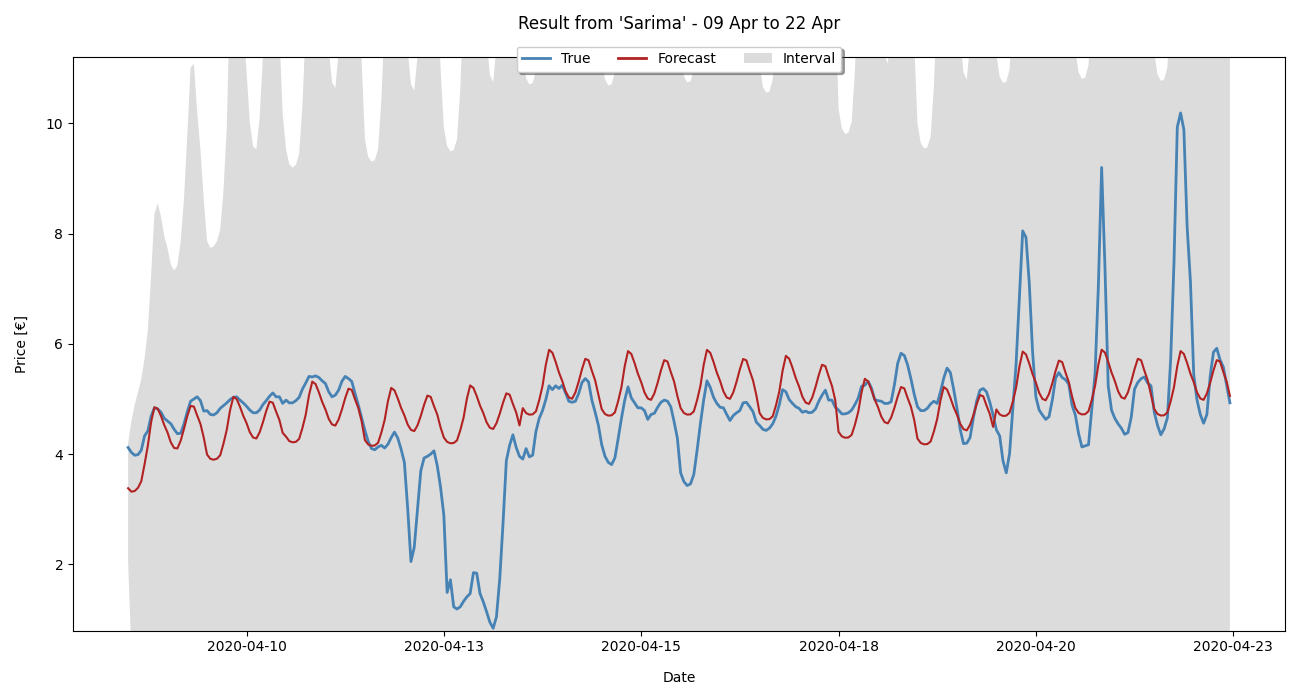 Result from 'Sarima' - 09 Apr to 22 Apr
True Forecast Interval
10
8
6
4
2
Price [€]
2020-04-10 2020-04-13 2020-04-15 2020-04-18 2020-04-20 2020-04-23
Date